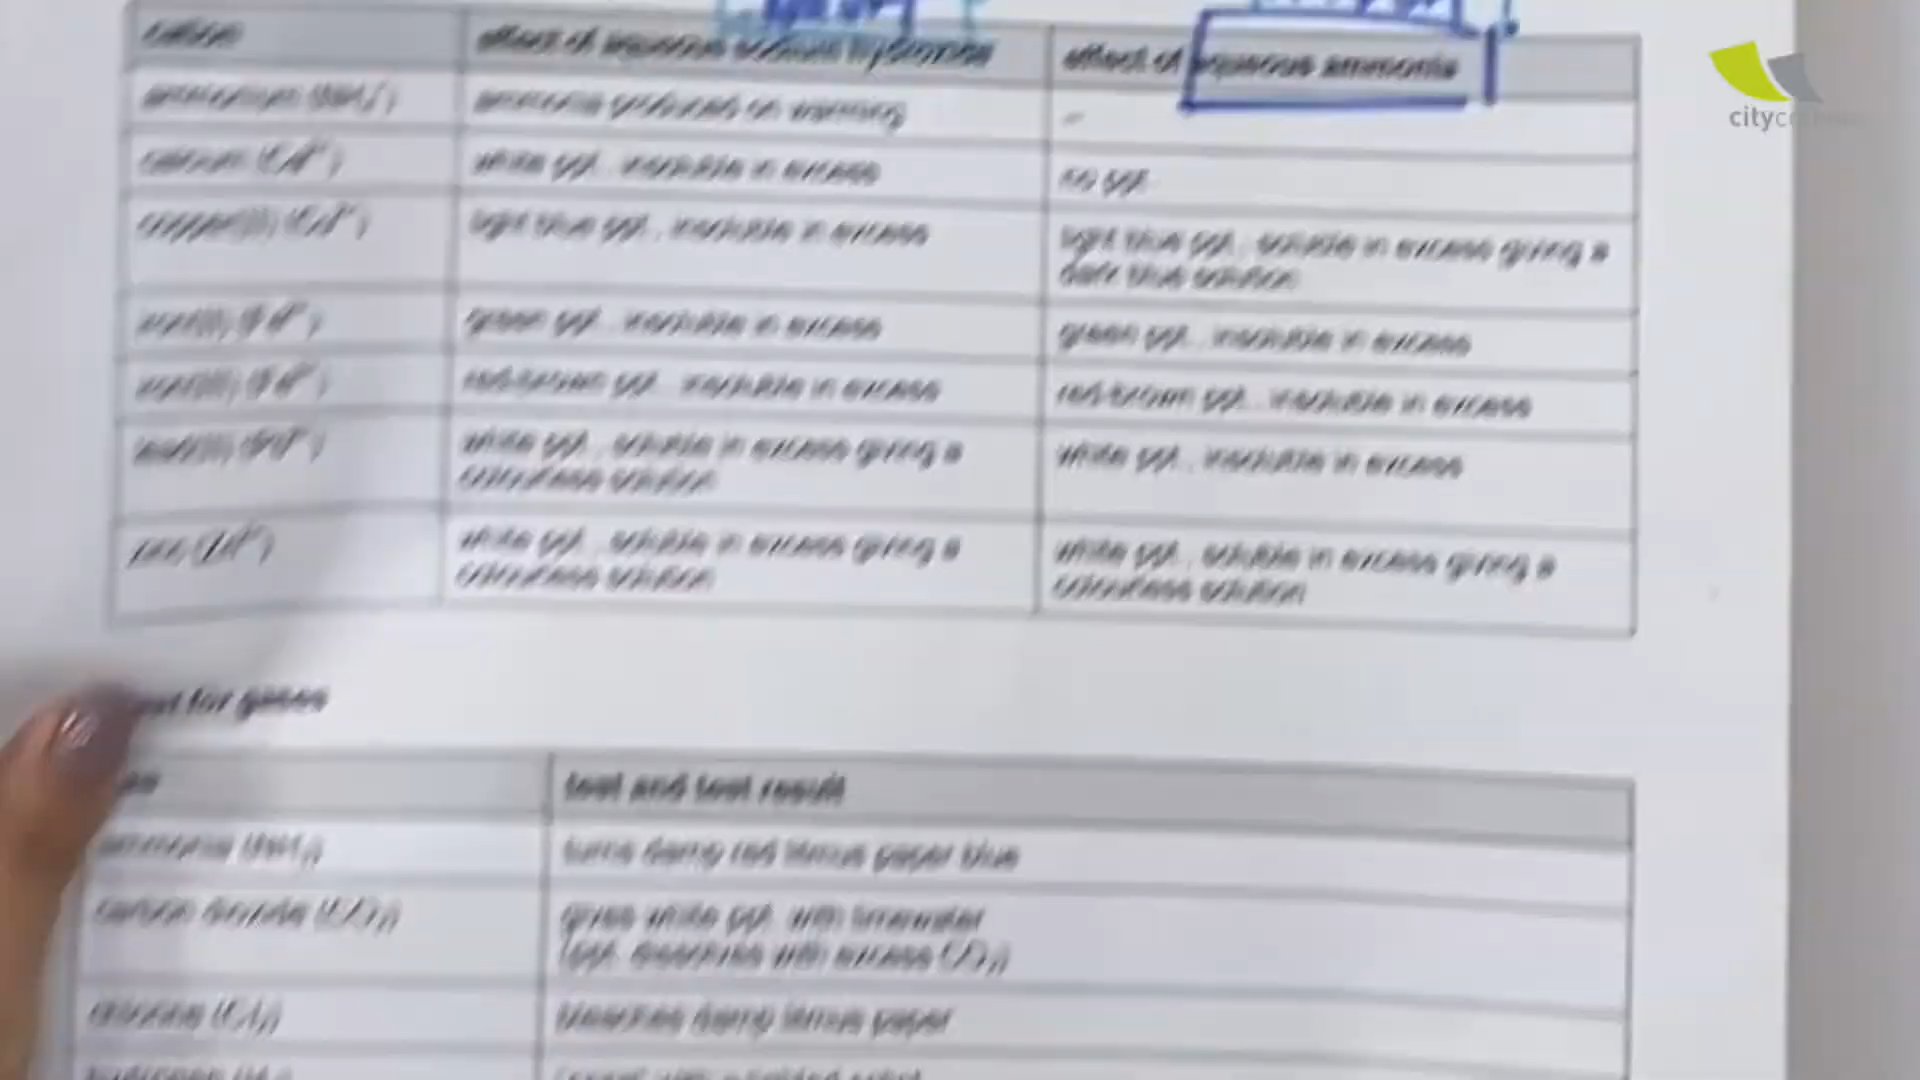 cation effect of aqueous sodium hydroxide effect of aqueous ammonia
ammonium (NH₄⁺) ammonia produced on warming –
calcium (Ca²⁺) white ppt., insoluble in excess no ppt.
copper(II) (Cu²⁺) light blue ppt., insoluble in excess light blue ppt., soluble in excess giving a
dark blue solution
iron(II) (Fe²⁺) green ppt., insoluble in excess green ppt., insoluble in excess
(Fe³⁺) red-brown ppt., insoluble in excess red-brown ppt., insoluble in excess
lead(II) (Pb²⁺) white ppt., soluble in excess giving a white ppt., insoluble in excess
colourless solution
zinc (Zn²⁺) white ppt., soluble in excess giving a white ppt., soluble in excess giving a
colourless solution colourless solution
for gases
test and test result
ammonia (NH₃) turns damp red litmus paper blue
carbon dioxide (CO₂) gives white ppt. with limewater
(ppt. dissolves with excess CO₂)
chlorine (Cl₂) bleaches damp litmus paper
city